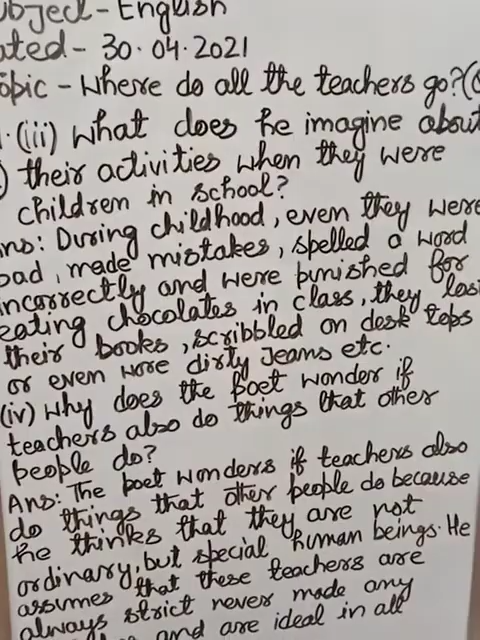 ubject - English
ated - 30.04.2021
opic - Where do all the teachers go? (
(iii) What does he imagine about
) their activities when they were
children in school?
ns: During childhood, even they were
bad, made mistakes, spelled a word
incorrectly and were punished for
eating chocolates in class, they los
their books, scribbled on desk tops
or even wore dirty Jeans etc.
(iv) Why does the poet wonder if
teachers also do things that other
people do?
Ans: The poet wonders if teachers also
do things that other people do because
he thinks that they are not
ordinary, but special human beings. He
assumes that these teachers are
always strict never made any
and are ideal in all